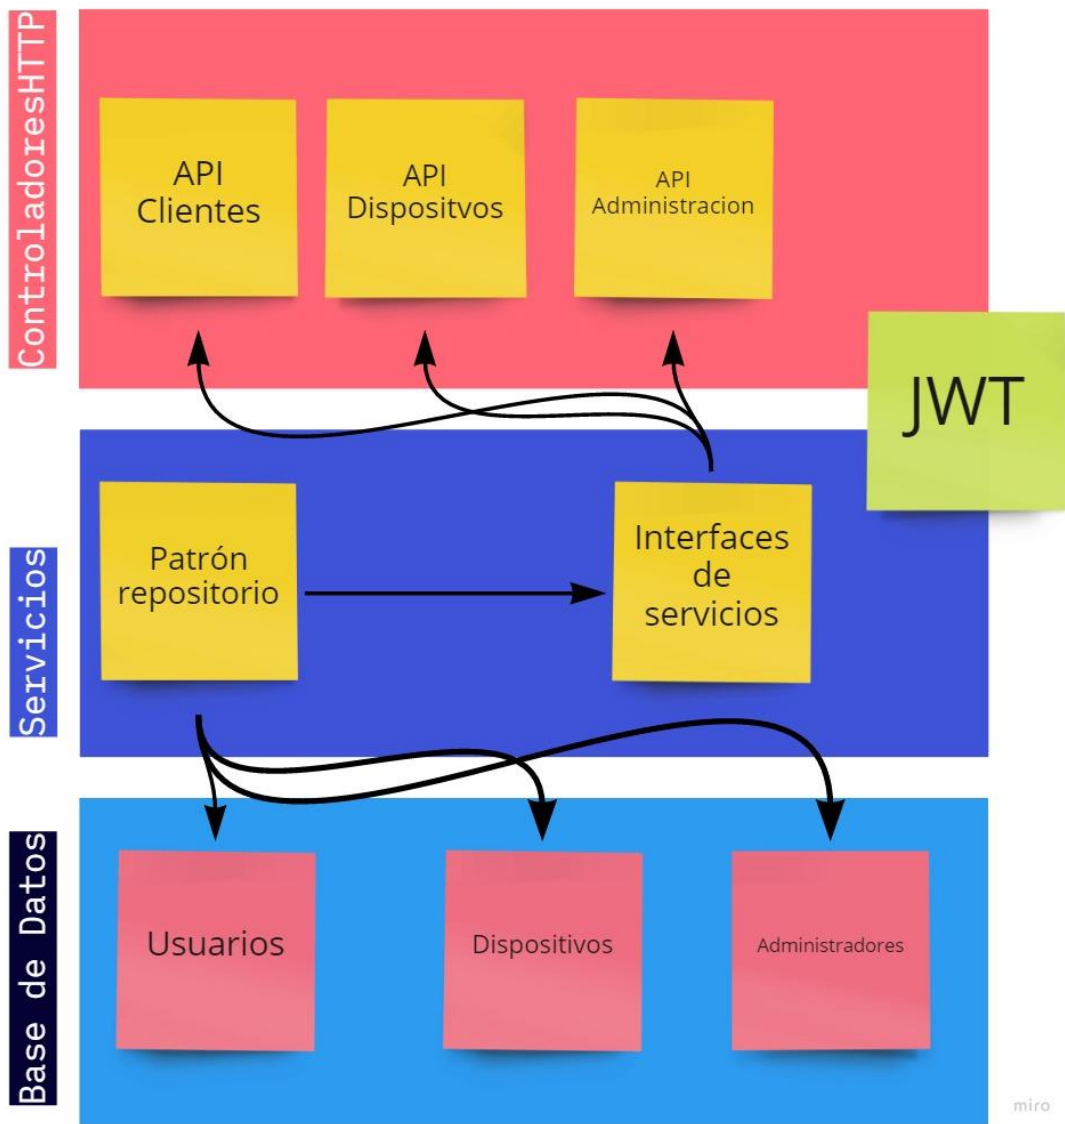 ControladoresHTTP
API
Clientes
API
Dispositvos
API
Administracion
JWT
Servicios
Patrón
repositorio
Interfaces
de
servicios
Base de Datos
Usuarios
Dispositivos
Administradores
miro